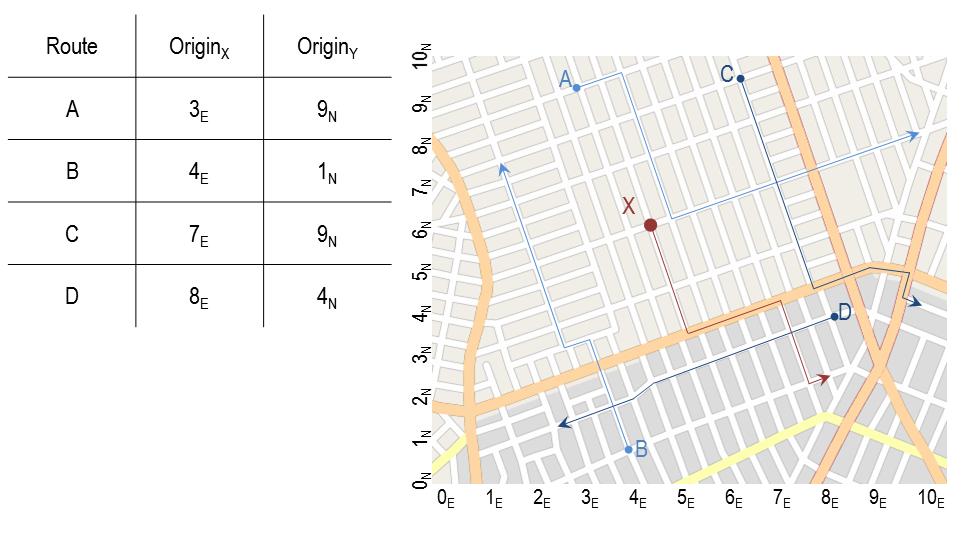 Route OriginX OriginY
A 3E 9N
B 4E 1N
C 7E 9N
D 8E 4N
10N
9N
8N
7N
6N
5N
4N
3N
2N
1N
0N
A
C
X
D
B
0E 1E 2E 3E 4E 5E 6E 7E 8E 9E 10E